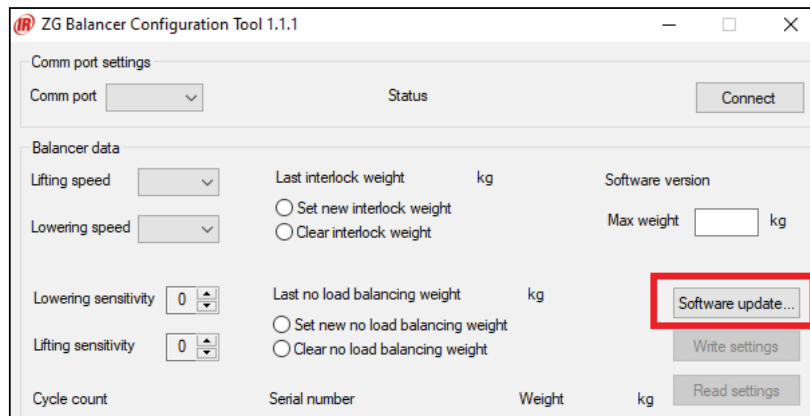 IR ZG Balancer Configuration Tool 1.1.1
Comm port settings
Comm port Status Connect
Balancer data
Lifting speed Last interlock weight kg Software version
Set new interlock weight
Lowering speed Clear interlock weight Max weight kg
Lowering sensitivity 0 Last no load balancing weight kg Software update...
Set new no load balancing weight
Lifting sensitivity 0 Clear no load balancing weight Write settings
Cycle count Serial number Weight kg Read settings